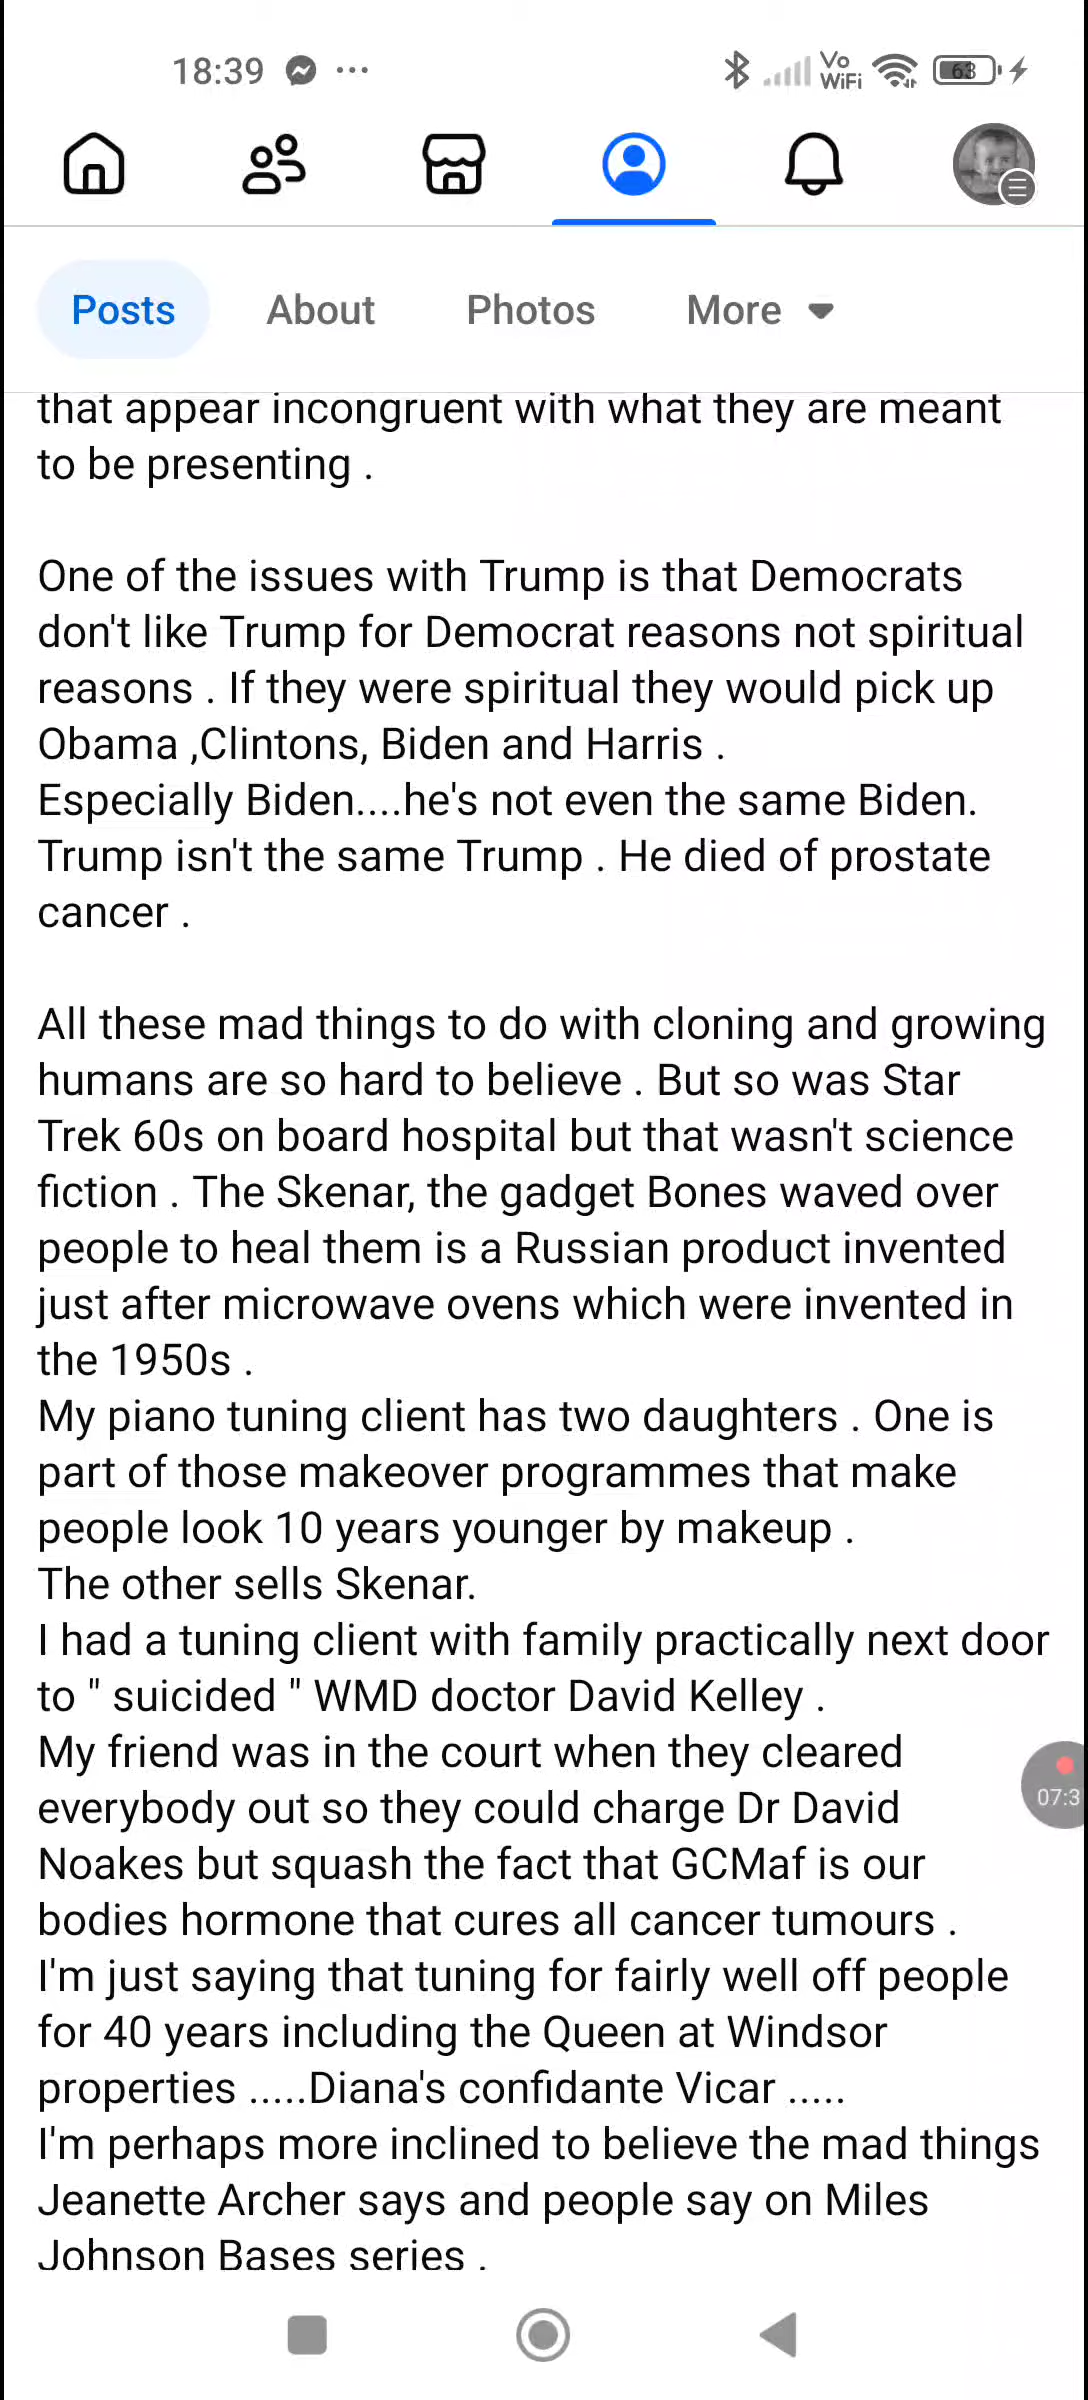 18:39
Vo
WiFi
63
Posts
About
Photos
More
that appear incongruent with what they are meant
to be presenting .
One of the issues with Trump is that Democrats
don't like Trump for Democrat reasons not spiritual
reasons . If they were spiritual they would pick up
Obama ,Clintons, Biden and Harris .
Especially Biden....he's not even the same Biden.
Trump isn't the same Trump . He died of prostate
cancer .
All these mad things to do with cloning and growing
humans are so hard to believe . But so was Star
Trek 60s on board hospital but that wasn't science
fiction . The Skenar, the gadget Bones waved over
people to heal them is a Russian product invented
just after microwave ovens which were invented in
the 1950s .
My piano tuning client has two daughters . One is
part of those makeover programmes that make
people look 10 years younger by makeup .
The other sells Skenar.
I had a tuning client with family practically next door
to " suicided " WMD doctor David Kelley .
My friend was in the court when they cleared
everybody out so they could charge Dr David
Noakes but squash the fact that GCMaf is our
bodies hormone that cures all cancer tumours .
I'm just saying that tuning for fairly well off people
for 40 years including the Queen at Windsor
properties .....Diana's confidante Vicar .....
I'm perhaps more inclined to believe the mad things
Jeanette Archer says and people say on Miles
Johnson Bases series .
07:3